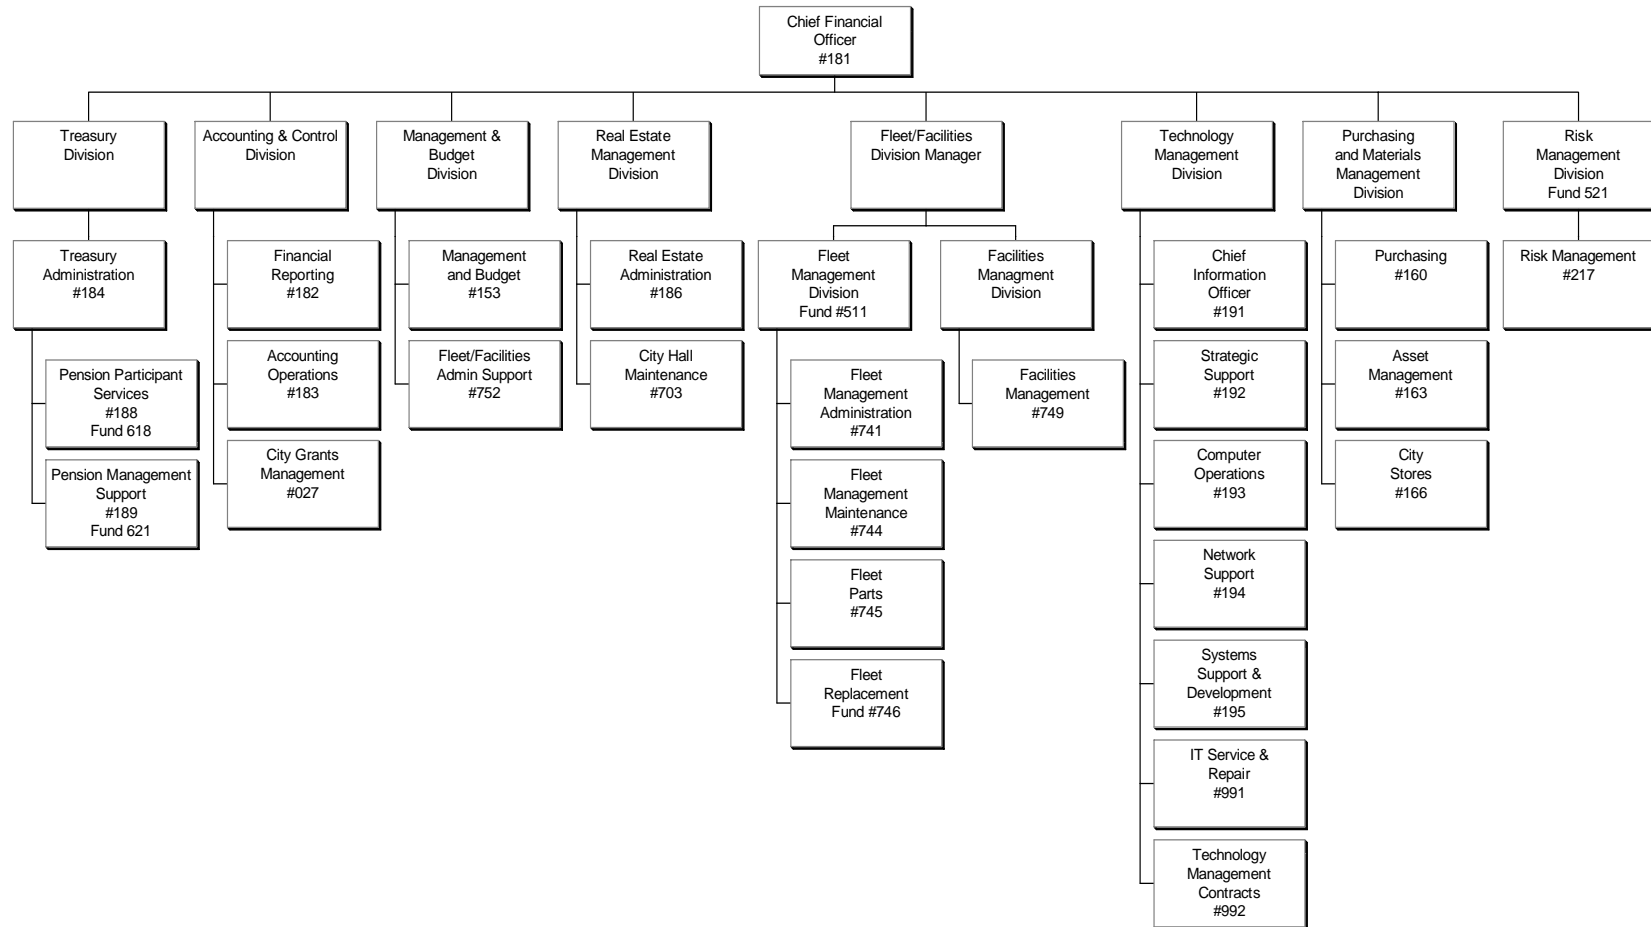 Chief Financial
Officer
#181
Treasury
Division
Accounting & Control
Division
Management &
Budget
Division
Real Estate
Management
Division
Fleet/Facilities
Division Manager
Technology
Management
Division
Purchasing
and Materials
Management
Division
Risk
Management
Division
Fund 521
Treasury
Administration
#184
Pension Participant
Services
#188
Fund 618
Pension Management
Support
#189
Fund 621
Financial
Reporting
#182
Accounting
Operations
#183
City Grants
Management
#027
Management
and Budget
#153
Fleet/Facilities
Admin Support
#752
Real Estate
Administration
#186
City Hall
Maintenance
#703
Fleet
Management
Division
Fund #511
Fleet
Management
Administration
#741
Fleet
Management
Maintenance
#744
Fleet
Parts
#745
Fleet
Replacement
Fund #746
Facilities
Managment
Division
Facilities
Management
#749
Chief
Information
Officer
#191
Strategic
Support
#192
Computer
Operations
#193
Network
Support
#194
Systems
Support &
Development
#195
IT Service &
Repair
#991
Technology
Management
Contracts
#992
Purchasing
#160
Asset
Management
#163
City
Stores
#166
Risk Management
#217